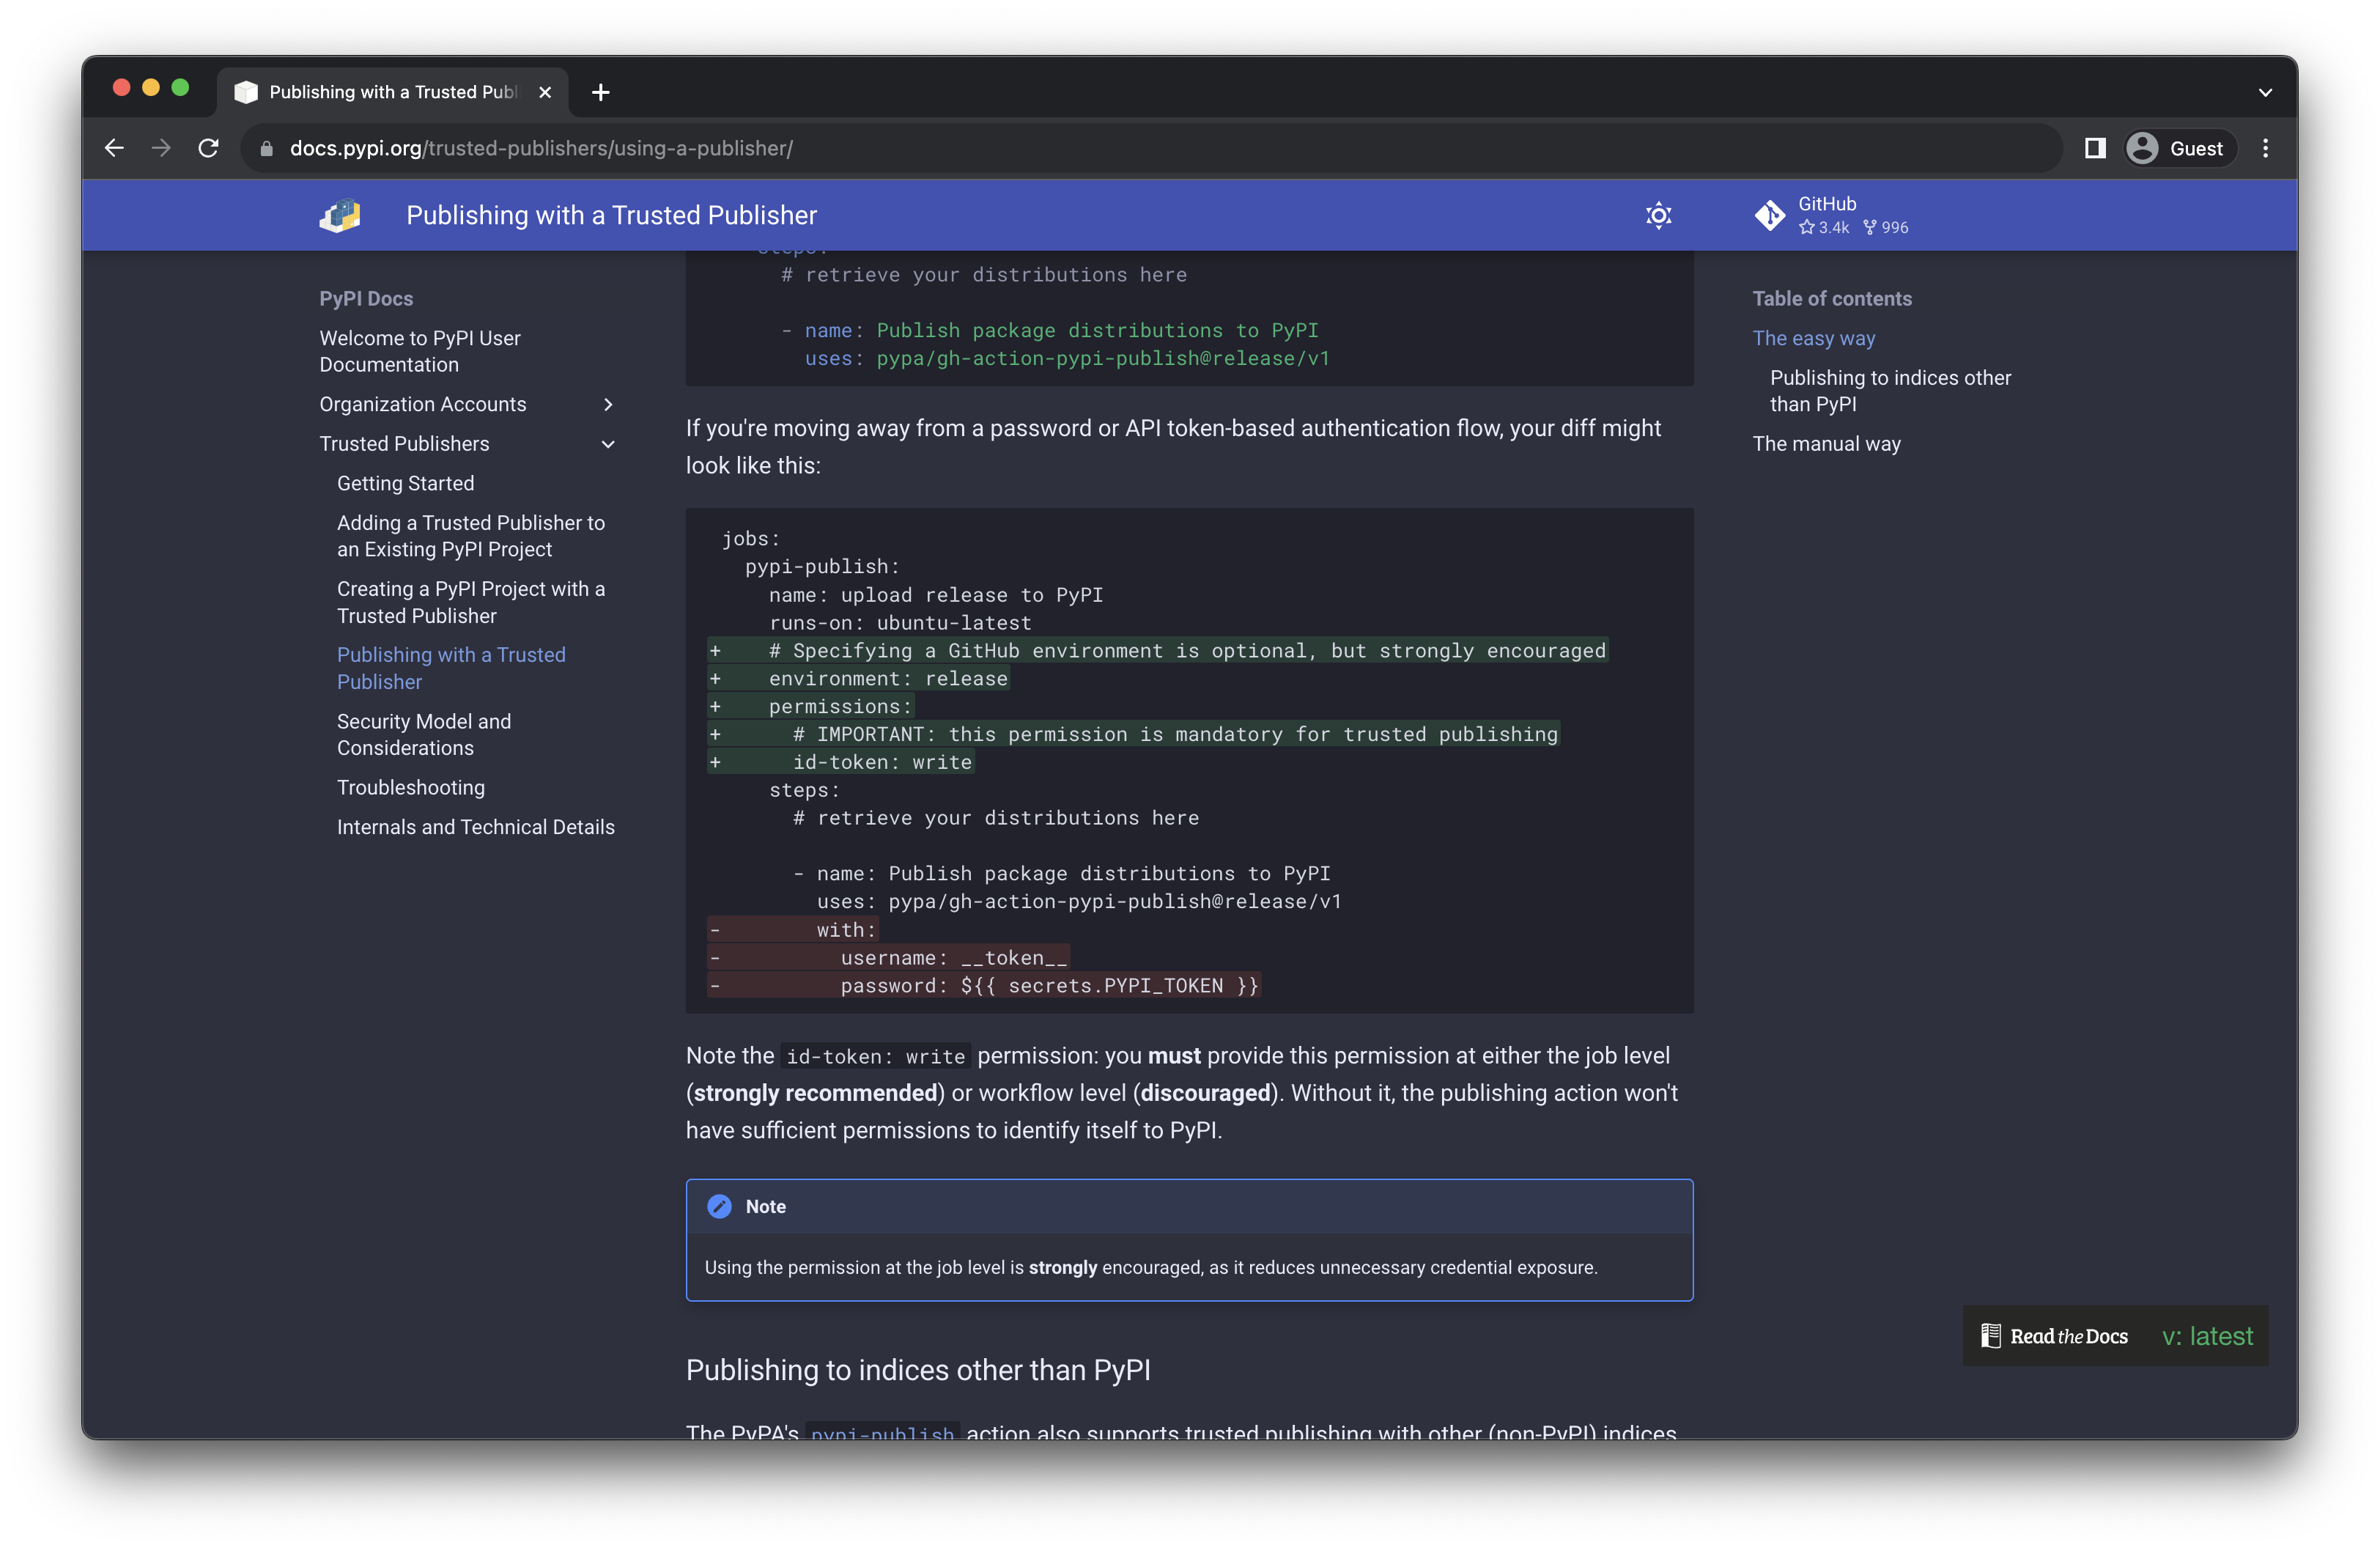 Publishing with a Trusted Publ
docs.pypi.org/trusted-publishers/using-a-publisher/
Guest
Publishing with a Trusted Publisher
GitHub
3.4k 996
PyPI Docs
Welcome to PyPI User
Documentation
Organization Accounts
Trusted Publishers
Getting Started
Adding a Trusted Publisher to
an Existing PyPI Project
Creating a PyPI Project with a
Trusted Publisher
Publishing with a Trusted
Publisher
Security Model and
Considerations
Troubleshooting
Internals and Technical Details
steps:
# retrieve your distributions here
- name: Publish package distributions to PyPI
uses: pypa/gh-action-pypi-publish@release/v1
If you're moving away from a password or API token-based authentication flow, your diff might
look like this:
jobs:
pypi-publish:
name: upload release to PyPI
runs-on: ubuntu-latest
+ # Specifying a GitHub environment is optional, but strongly encouraged
+ environment: release
+ permissions:
+ # IMPORTANT: this permission is mandatory for trusted publishing
+ id-token: write
steps:
# retrieve your distributions here
- name: Publish package distributions to PyPI
uses: pypa/gh-action-pypi-publish@release/v1
- with:
- username: __token__
- password: ${{ secrets.PYPI_TOKEN }}
Note the id-token: write permission: you must provide this permission at either the job level
(strongly recommended) or workflow level (discouraged). Without it, the publishing action won't
have sufficient permissions to identify itself to PyPI.
Note
Using the permission at the job level is strongly encouraged, as it reduces unnecessary credential exposure.
Publishing to indices other than PyPI
The PyPA's pypi-publish action also supports trusted publishing with other (non-PyPI) indices
Table of contents
The easy way
Publishing to indices other
than PyPI
The manual way
Read the Docs v: latest